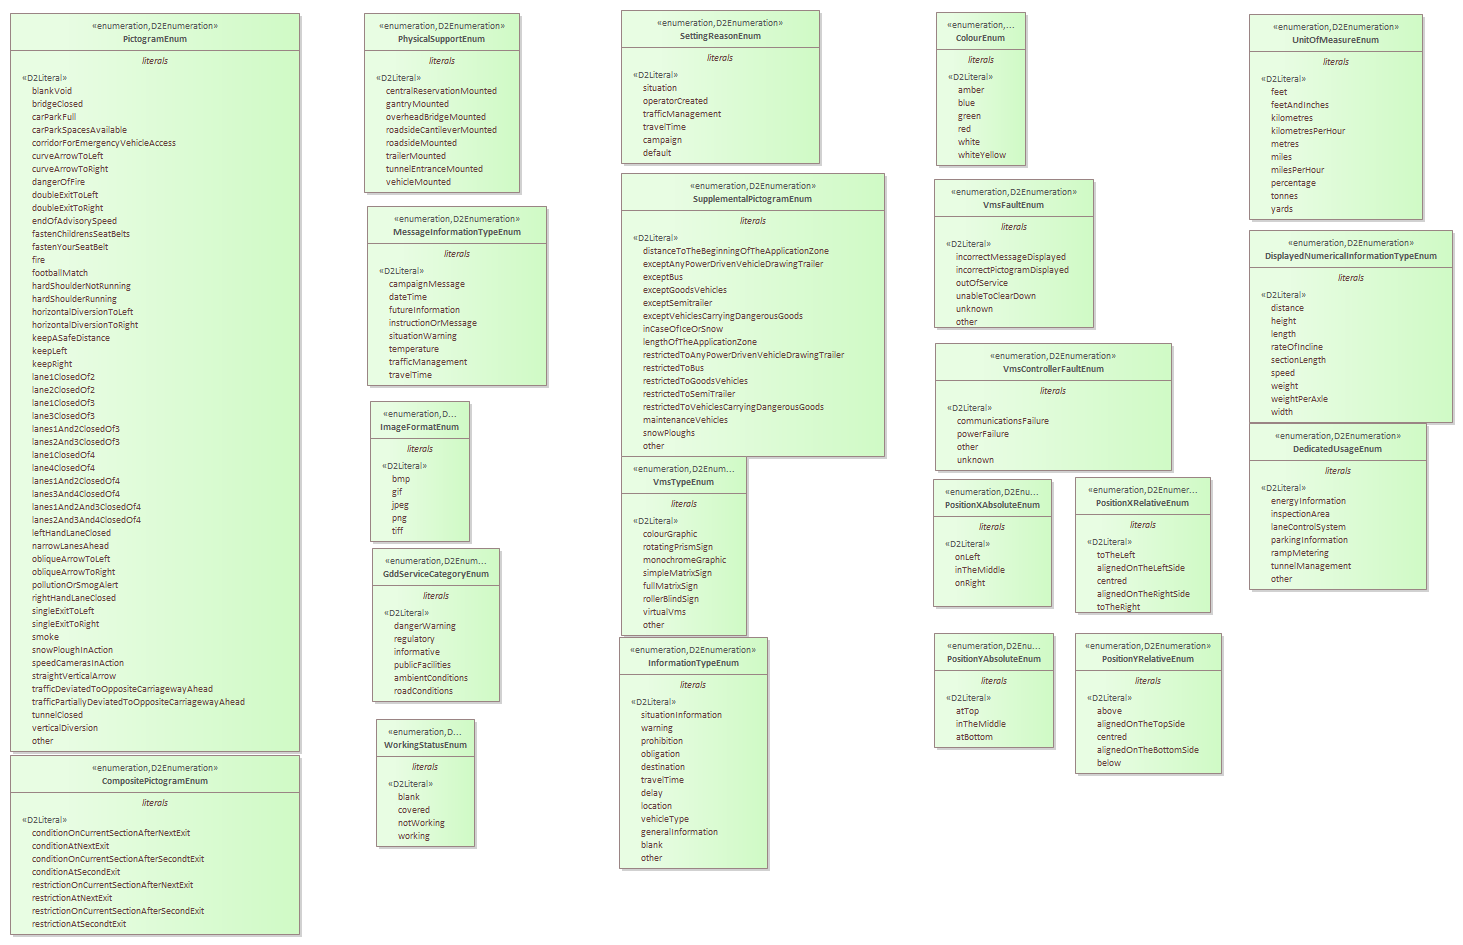 «enumeration,D2Enumeration»
PictogramEnum
literals
«D2Literal»
blankVoid
bridgeClosed
carParkFull
carParkSpacesAvailable
corridorForEmergencyVehicleAccess
curveArrowToLeft
curveArrowToRight
dangerOfFire
doubleExitToLeft
doubleExitToRight
endOfAdvisorySpeed
fastenChildrensSeatBelts
fastenYourSeatBelt
fire
footballMatch
hardShoulderNotRunning
hardShoulderRunning
horizontalDiversionToLeft
horizontalDiversionToRight
keepASafeDistance
keepLeft
keepRight
lane1ClosedOf2
lane2ClosedOf2
lane1ClosedOf3
lane3ClosedOf3
lanes1And2ClosedOf3
lanes2And3ClosedOf3
lane1ClosedOf4
lane4ClosedOf4
lanes1And2ClosedOf4
lanes3And4ClosedOf4
lanes1And2And3ClosedOf4
lanes2And3And4ClosedOf4
leftHandLaneClosed
narrowLanesAhead
obliqueArrowToLeft
obliqueArrowToRight
pollutionOrSmogAlert
rightHandLaneClosed
singleExitToLeft
singleExitToRight
smoke
snowPloughInAction
speedCamerasInAction
straightVerticalArrow
trafficDeviatedToOppositeCarriagewayAhead
trafficPartiallyDeviatedToOppositeCarriagewayAhead
tunnelClosed
verticalDiversion
other
«enumeration,D2Enumeration»
CompositePictogramEnum
literals
«D2Literal»
conditionOnCurrentSectionAfterNextExit
conditionAtNextExit
conditionOnCurrentSectionAfterSecondtExit
conditionAtSecondExit
restrictionOnCurrentSectionAfterNextExit
restrictionAtNextExit
restrictionOnCurrentSectionAfterSecondExit
restrictionAtSecondtExit
«enumeration,D2Enumeration»
PhysicalSupportEnum
literals
«D2Literal»
centralReservationMounted
gantryMounted
overheadBridgeMounted
roadsideCantileverMounted
roadsideMounted
trailerMounted
tunnelEntranceMounted
vehicleMounted
«enumeration,D2Enumeration»
MessageInformationTypeEnum
literals
«D2Literal»
campaignMessage
dateTime
futureInformation
instructionOrMessage
situationWarning
temperature
trafficManagement
travelTime
«enumeration,D...
ImageFormatEnum
literals
«D2Literal»
bmp
gif
jpeg
png
tiff
«enumeration,D2Enum...
GddServiceCategoryEnum
literals
«D2Literal»
dangerWarning
regulatory
informative
publicFacilities
ambientConditions
roadConditions
«enumeration,D...
WorkingStatusEnum
literals
«D2Literal»
blank
covered
notWorking
working
«enumeration,D2Enumeration»
SettingReasonEnum
literals
«D2Literal»
situation
operatorCreated
trafficManagement
travelTime
campaign
default
«enumeration,D2Enumeration»
SupplementalPictogramEnum
literals
«D2Literal»
distanceToTheBeginningOfTheApplicationZone
exceptAnyPowerDrivenVehicleDrawingTrailer
exceptBus
exceptGoodsVehicles
exceptSemitrailer
exceptVehiclesCarryingDangerousGoods
inCaseOfIceOrSnow
lengthOfTheApplicationZone
restrictedToAnyPowerDrivenVehicleDrawingTrailer
restrictedToBus
restrictedToGoodsVehicles
restrictedToSemiTrailer
restrictedToVehiclesCarryingDangerousGoods
maintenanceVehicles
snowPloughs
other
«enumeration,D2Enum...
VmsTypeEnum
literals
«D2Literal»
colourGraphic
rotatingPrismSign
monochromeGraphic
simpleMatrixSign
fullMatrixSign
rollerBlindSign
virtualVms
other
«enumeration,D2Enumeration»
InformationTypeEnum
literals
«D2Literal»
situationInformation
warning
prohibition
obligation
destination
travelTime
delay
location
vehicleType
generalInformation
blank
other
«enumeration,...
ColourEnum
literals
«D2Literal»
amber
blue
green
red
white
whiteYellow
«enumeration,D2Enumeration»
VmsFaultEnum
literals
«D2Literal»
incorrectMessageDisplayed
incorrectPictogramDisplayed
outOfService
unableToClearDown
unknown
other
«enumeration,D2Enumeration»
VmsControllerFaultEnum
literals
«D2Literal»
communicationsFailure
powerFailure
other
unknown
«enumeration,D2Enu...
PositionXAbsoluteEnum
literals
«D2Literal»
onLeft
inTheMiddle
onRight
«enumeration,D2Enumer...
PositionXRelativeEnum
literals
«D2Literal»
toTheLeft
alignedOnTheLeftSide
centred
alignedOnTheRightSide
toTheRight
«enumeration,D2Enu...
PositionYAbsoluteEnum
literals
«D2Literal»
atTop
inTheMiddle
atBottom
«enumeration,D2Enumeration»
PositionYRelativeEnum
literals
«D2Literal»
above
alignedOnTheTopSide
centred
alignedOnTheBottomSide
below
«enumeration,D2Enumeration»
UnitOfMeasureEnum
literals
«D2Literal»
feet
feetAndInches
kilometres
kilometresPerHour
metres
miles
milesPerHour
percentage
tonnes
yards
«enumeration,D2Enumeration»
DisplayedNumericalInformationTypeEnum
literals
«D2Literal»
distance
height
length
rateOfIncline
sectionLength
speed
weight
weightPerAxle
width
«enumeration,D2Enumeration»
DedicatedUsageEnum
literals
«D2Literal»
energyInformation
inspectionArea
laneControlSystem
parkingInformation
rampMetering
tunnelManagement
other